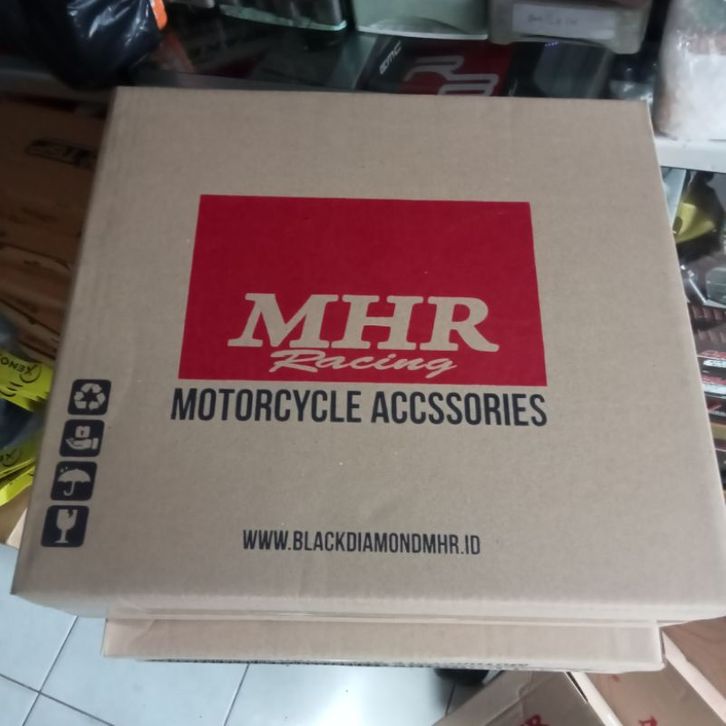 MHR
Racing
MOTORCYCLE ACCSSORIES
WWW.BLACKDIAMONDMHR.ID